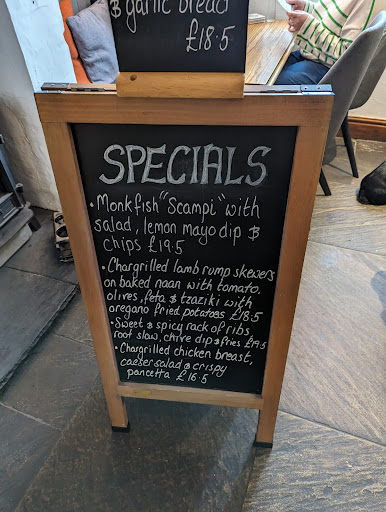 & garlic bread
£18.5
SPECIALS
• Monkfish "Scampi" with
salad, lemon mayo dip &
chips £19.5
• Chargrilled lamb rump skewers
on baked naan with tomato.
olives, feta & tzaziki with
oregano fried potatoes £18.5
• Sweet & spicy rack of ribs,
root slaw, chive dip & fries £19.5
• Chargrilled chicken breast,
caeser salad & crispy
pancetta £16.5